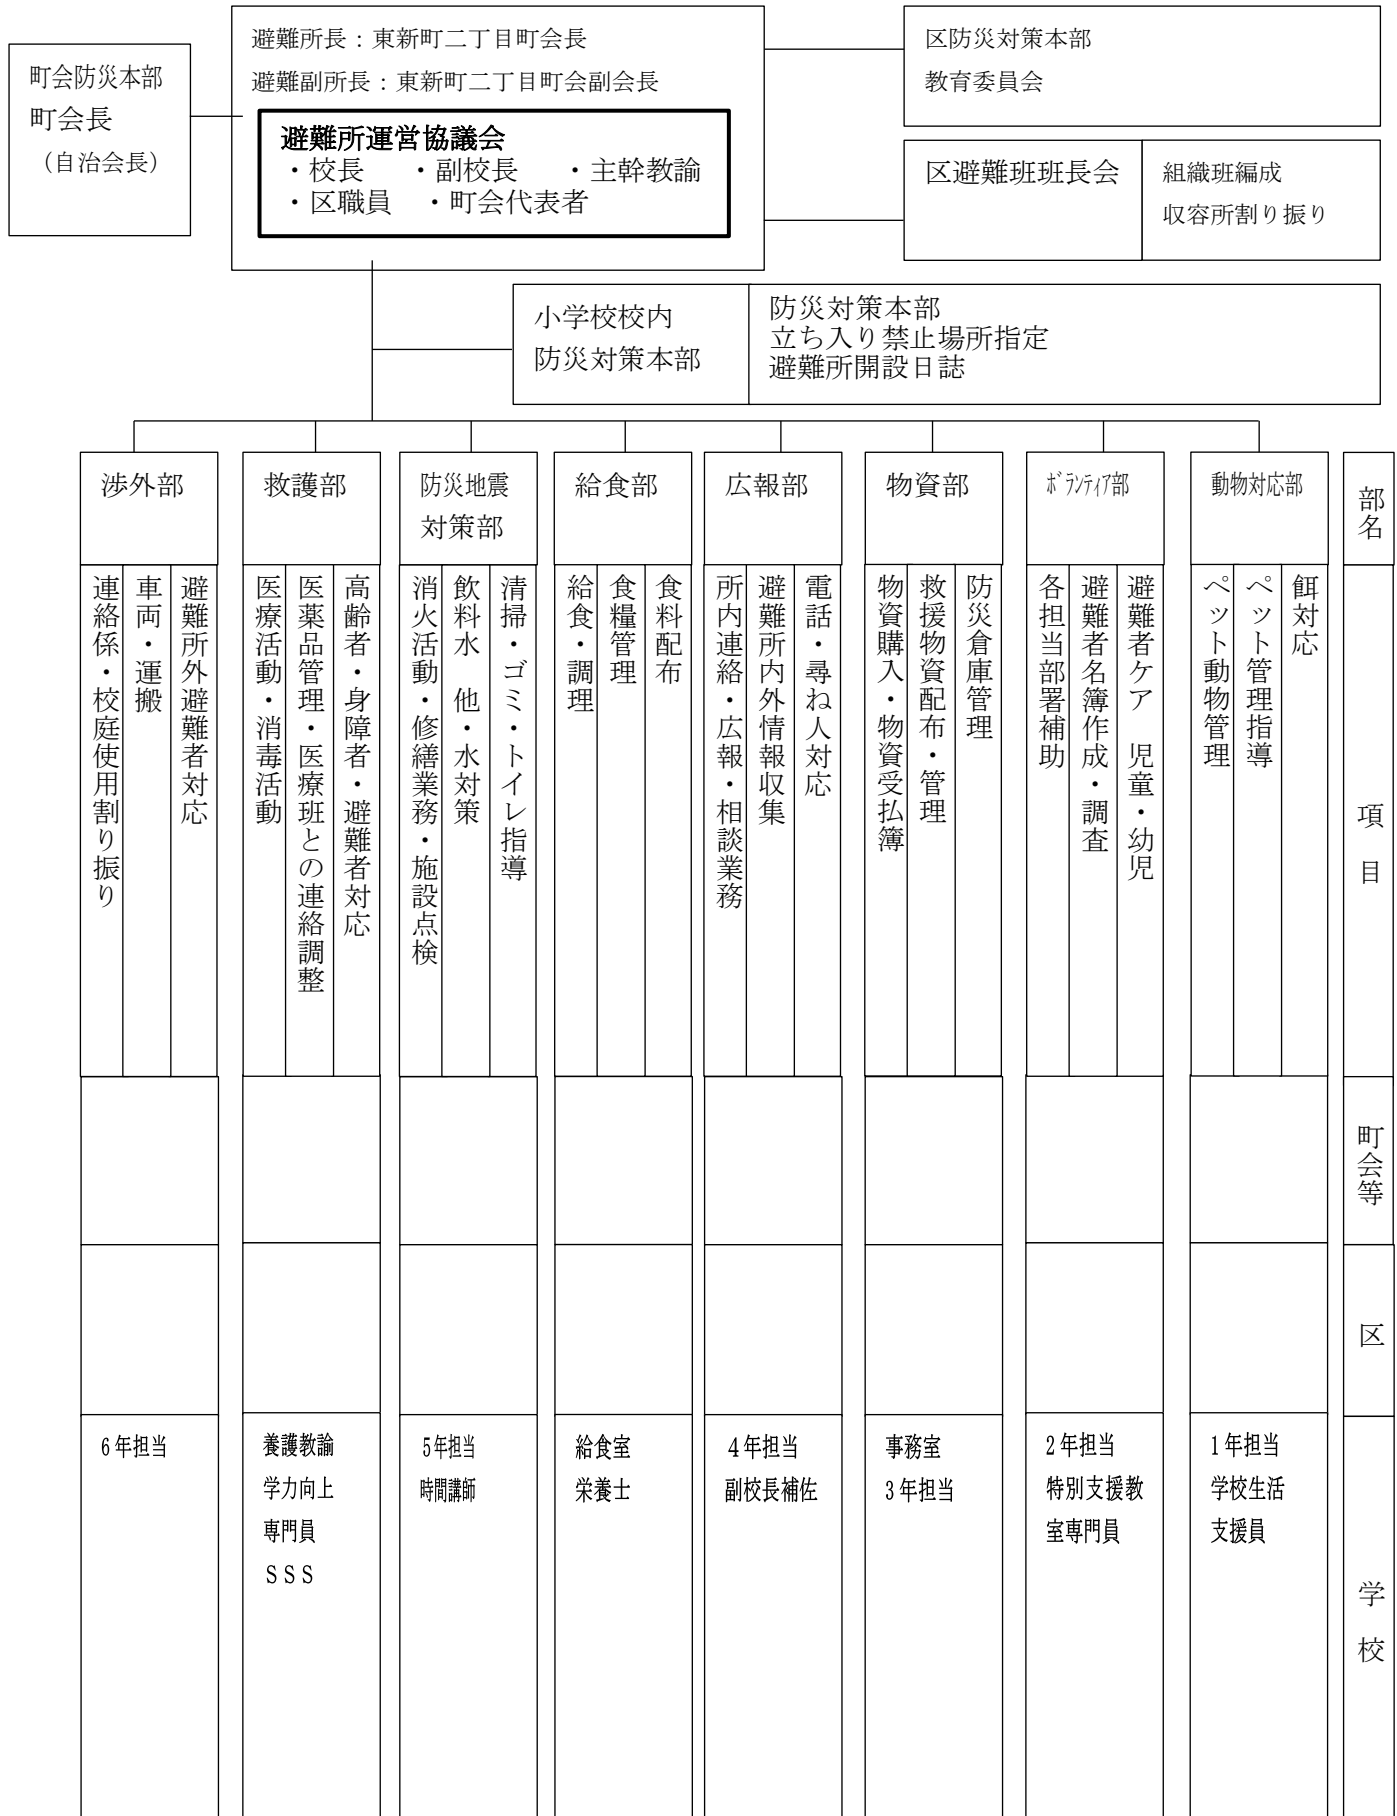 町会防災本部
町会長
（自治会長）
避難所長：東新町二丁目町会長
避難副所長：東新町二丁目町会副会長
避難所運営協議会
・校長　・副校長　・主幹教諭
・区職員　・町会代表者
区防災対策本部
教育委員会
区避難班班長会
組織班編成
収容所割り振り
小学校校内
防災対策本部
防災対策本部
立ち入り禁止場所指定
避難所開設日誌
渉外部
救護部
防災地震
対策部
給食部
広報部
物資部
ﾎﾞﾗﾝﾃｨｱ部
動物対応部
部名
連絡係・校庭使用割り振り
車両・運搬
避難所外避難者対応
医療活動・消毒活動
医薬品管理・医療班との連絡調整
高齢者・身障者・避難者対応
消火活動・修繕業務・施設点検
飲料水　他・水対策
清掃・ゴミ・トイレ指導
給食・調理
食糧管理
食料配布
所内連絡・広報・相談業務
避難所内外情報収集
電話・尋ね人対応
物資購入・物資受払簿
救援物資配布・管理
防災倉庫管理
各担当部署補助
避難者名簿作成・調査
避難者ケア　児童・幼児
ペット動物管理
ペット管理指導
餌対応
項目
町会等
区
6年担当
養護教諭
学力向上
専門員
ＳＳＳ
5年担当
時間講師
給食室
栄養士
4年担当
副校長補佐
事務室
3年担当
2年担当
特別支援教
室専門員
1年担当
学校生活
支援員
学校